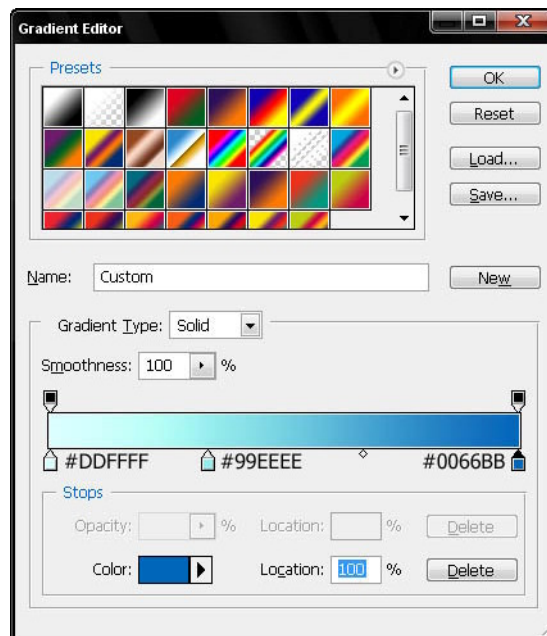 Gradient Editor
Presets
OK
Reset
Load...
Save...
Name: Custom
New
Gradient Type: Solid
Smoothness: 100 %
#DDFFFF #99EEEE #0066BB
Stops
Opacity: % Location: % Delete
Color: Location: 100 % Delete